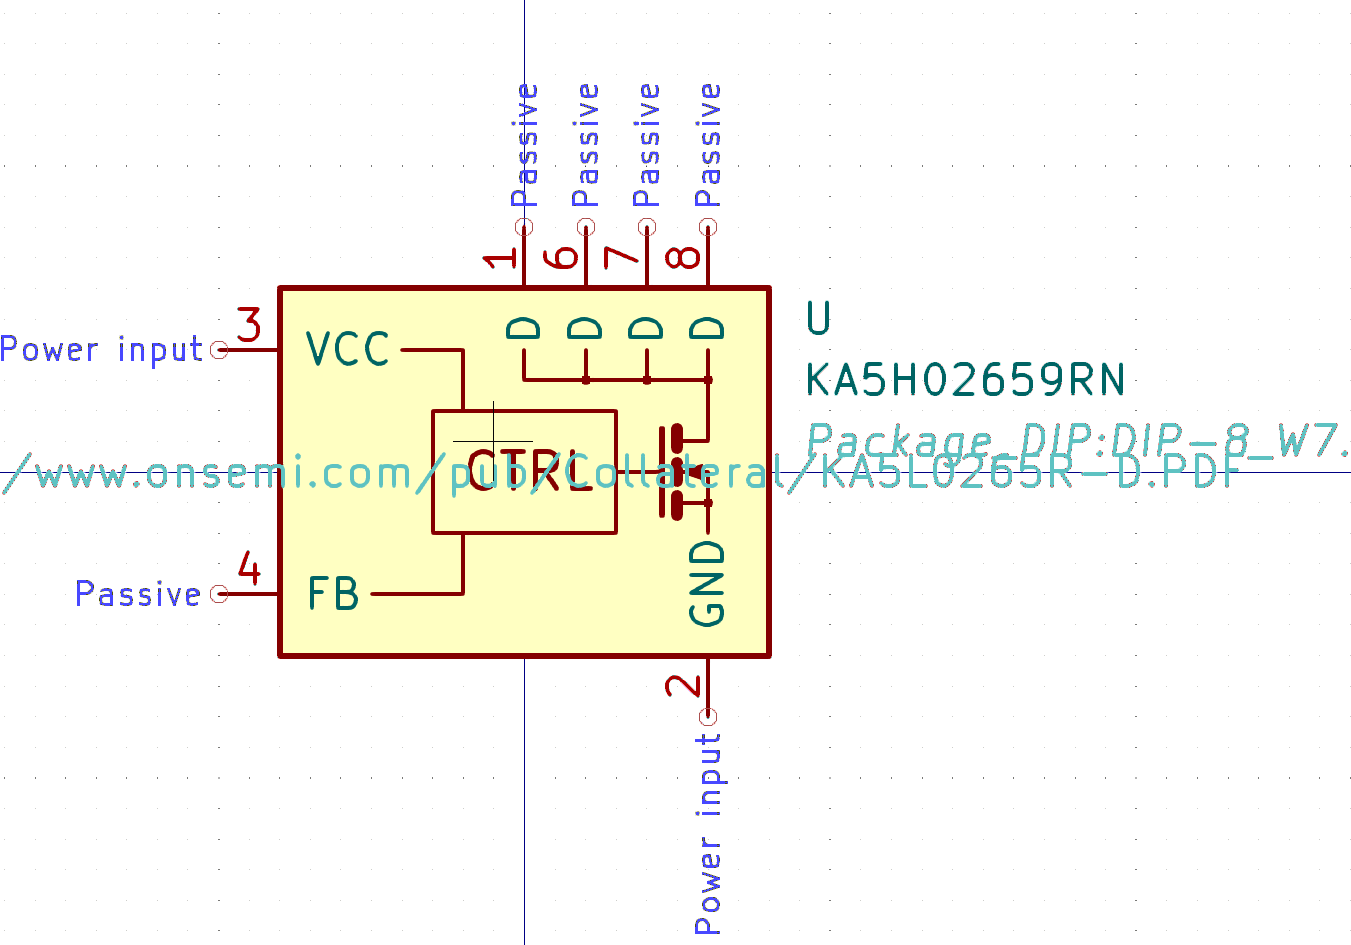 Passive
Passive
Passive
Passive
1
6
7
8
3
Power input
VCC
D
D
D
D
U
KA5H02659RN
Package_DIP:DIP-8_W7.
/www.onsemi.com/pub/Collateral/KA5L0265R-D.PDF
CTRL
4
Passive
FB
GND
2
Power input